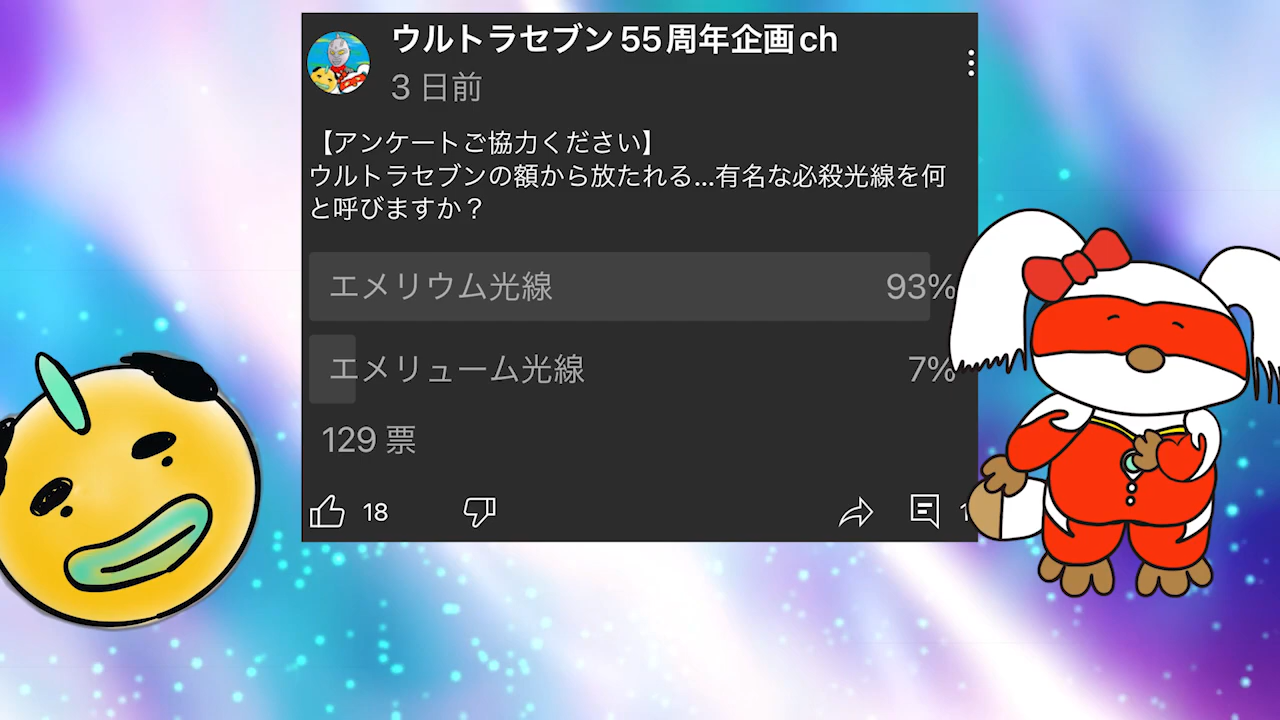 ウルトラセブン55周年企画ch
3 日前
【アンケートご協力ください】
ウルトラセブンの額から放たれる...有名な必殺光線を何
と呼びますか？
エメリウム光線 93%
エメリューム光線 7%
129 票
18